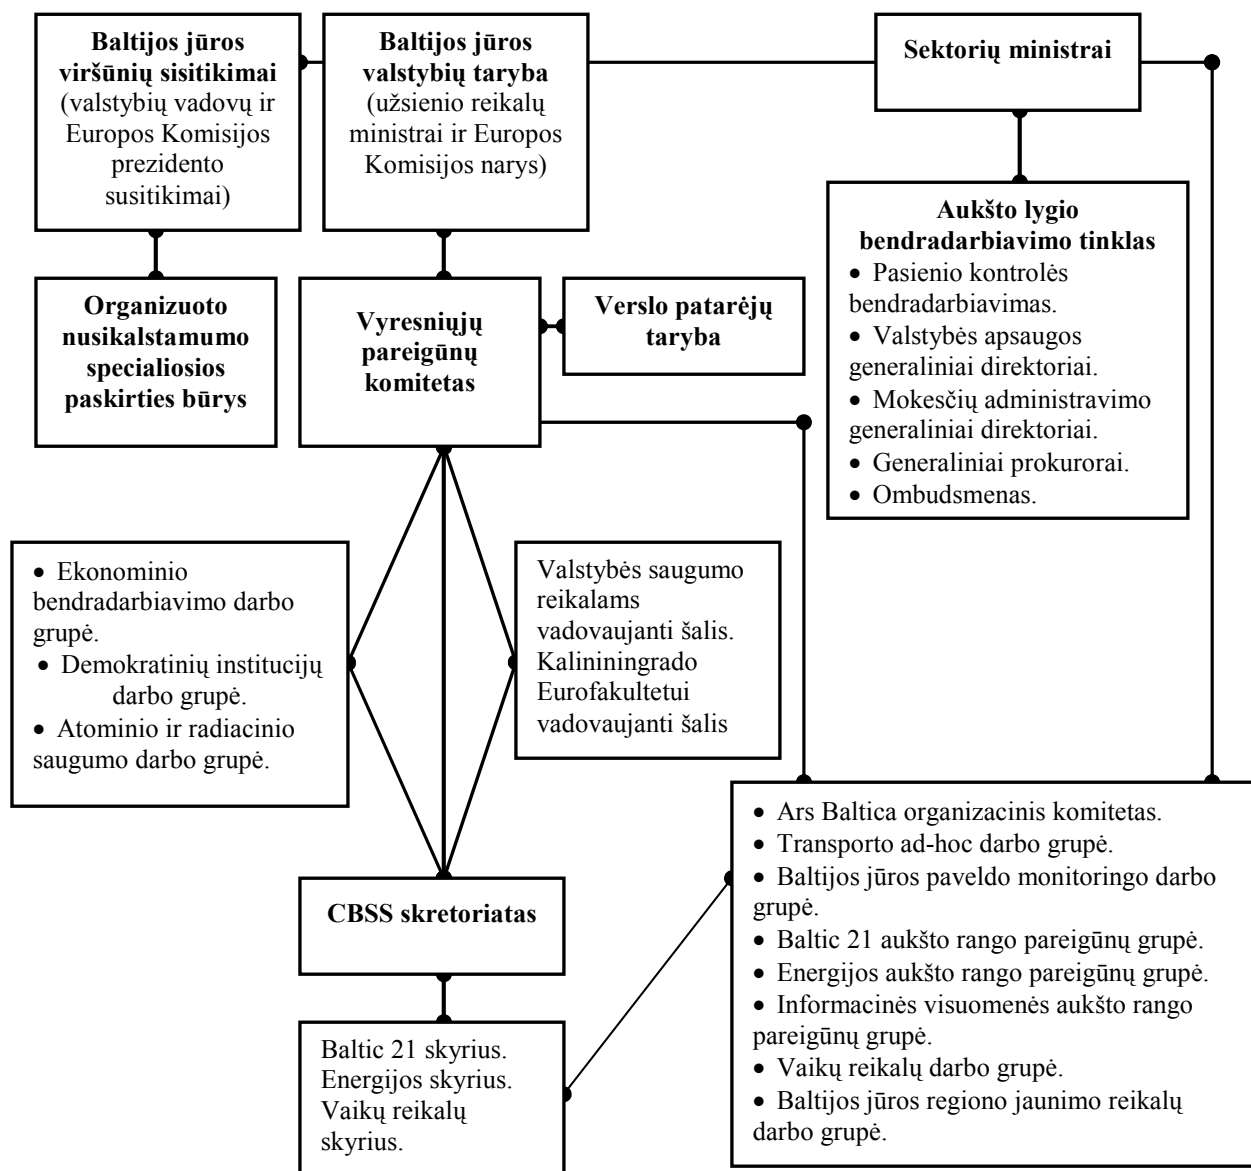 Baltijos jūros
viršūnių sisitikimai
(valstybių vadovų ir
Europos Komisijos
prezidento
susitikimai)
Baltijos jūros
valstybių taryba
(užsienio reikalų
ministrai ir Europos
Komisijos narys)
Sektorių ministrai
Aukšto lygio
bendradarbiavimo tinklas
• Pasienio kontrolės
bendradarbiavimas.
• Valstybės apsaugos
generaliniai direktoriai.
• Mokesčių administravimo
generaliniai direktoriai.
• Generaliniai prokurorai.
• Ombudsmenas.
Organizuoto
nusikalstamumo
specialiosios
paskirties būrys
Vyresniųjų
pareigūnų
komitetas
Verslo patarėjų
taryba
• Ekonominio
bendradarbiavimo darbo
grupė.
• Demokratinių institucijų
darbo grupė.
• Atominio ir radiacinio
saugumo darbo grupė.
Valstybės saugumo
reikalams
vadovaujanti šalis.
Kalininingrado
Eurofakultetui
vadovaujanti šalis
CBSS skretoriatas
Baltic 21 skyrius.
Energijos skyrius.
Vaikų reikalų
skyrius.
• Ars Baltica organizacinis komitetas.
• Transporto ad-hoc darbo grupė.
• Baltijos jūros paveldo monitoringo darbo
grupė.
• Baltic 21 aukšto rango pareigūnų grupė.
• Energijos aukšto rango pareigūnų grupė.
• Informacinės visuomenės aukšto rango
pareigūnų grupė.
• Vaikų reikalų darbo grupė.
• Baltijos jūros regiono jaunimo reikalų
darbo grupė.